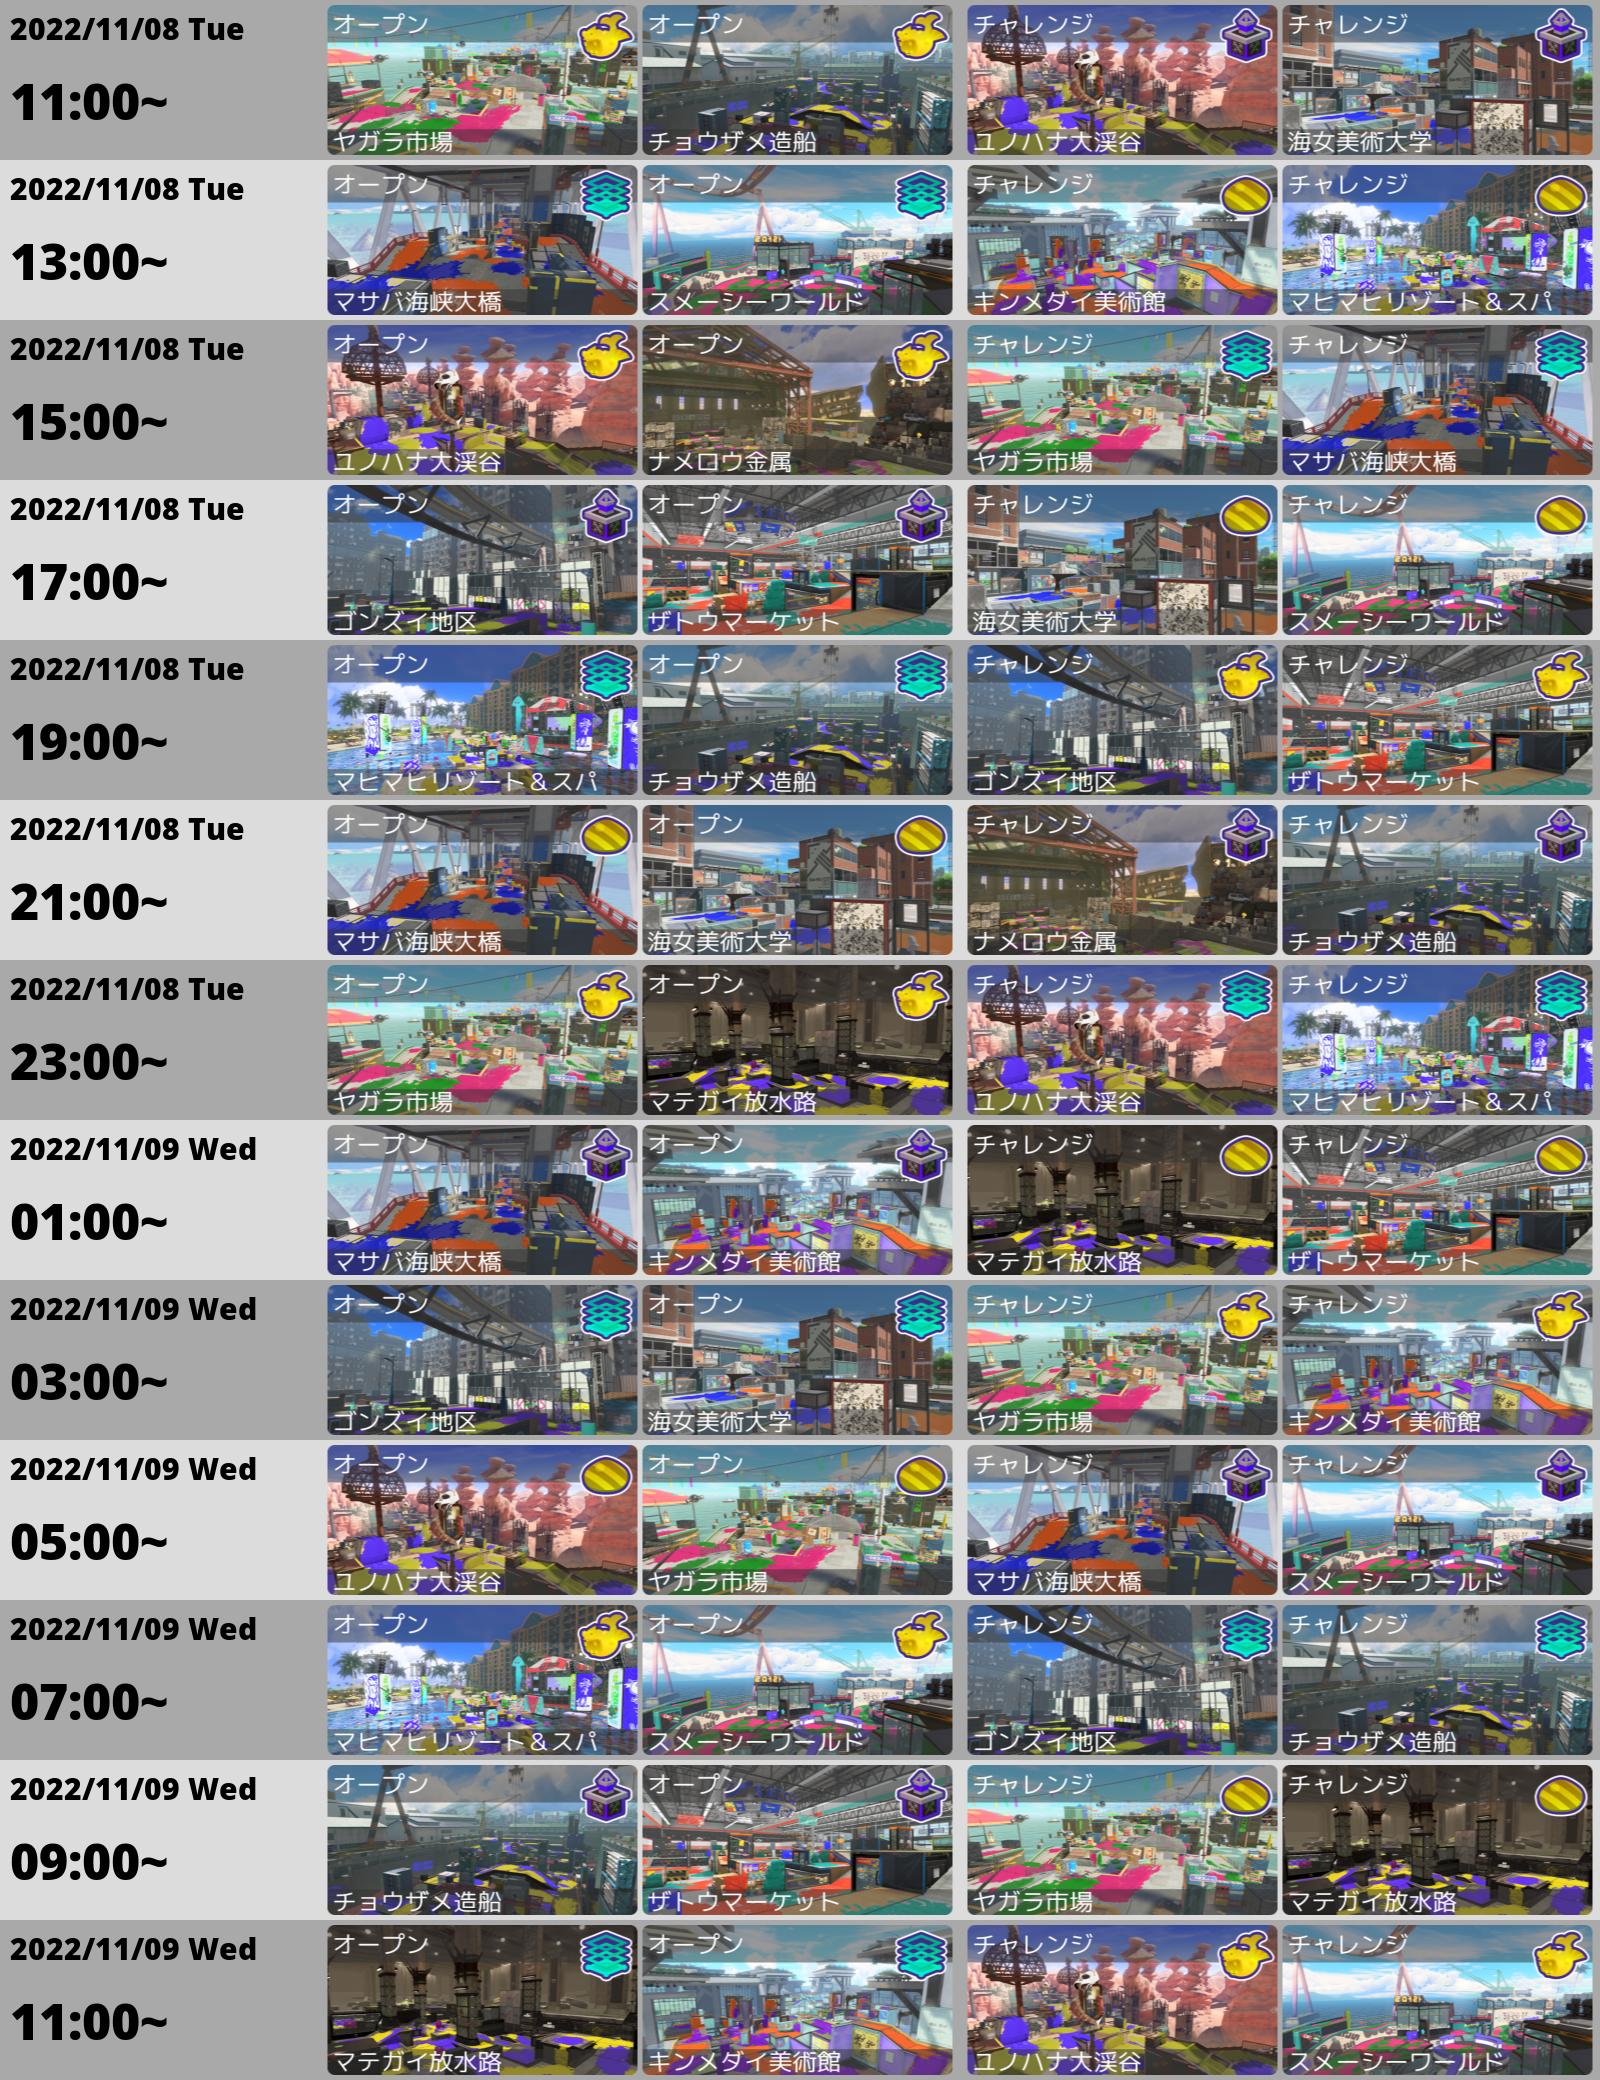 2022/11/08 Tue
11:00~
オープン オープン チャレンジ チャレンジ
ヤガラ市場 チョウザメ造船 ユノハナ大渓谷 海女美術大学
2022/11/08 Tue
13:00~
オープン オープン チャレンジ チャレンジ
マサバ海峡大橋 スメーシーワールド キンメダイ美術館 マヒマヒリゾート＆スパ
2022/11/08 Tue
15:00~
オープン オープン チャレンジ チャレンジ
ユノハナ大渓谷 ナメロウ金属 ヤガラ市場 マサバ海峡大橋
2022/11/08 Tue
17:00~
オープン オープン チャレンジ チャレンジ
ゴンズイ地区 ザトウマーケット 海女美術大学 スメーシーワールド
2022/11/08 Tue
19:00~
オープン オープン チャレンジ チャレンジ
マヒマヒリゾート＆スパ チョウザメ造船 ゴンズイ地区 ザトウマーケット
2022/11/08 Tue
21:00~
オープン オープン チャレンジ チャレンジ
マサバ海峡大橋 海女美術大学 ナメロウ金属 チョウザメ造船
2022/11/08 Tue
23:00~
オープン オープン チャレンジ チャレンジ
ヤガラ市場 マテガイ放水路 ユノハナ大渓谷 マヒマヒリゾート＆スパ
2022/11/09 Wed
01:00~
オープン オープン チャレンジ チャレンジ
マサバ海峡大橋 キンメダイ美術館 マテガイ放水路 ザトウマーケット
2022/11/09 Wed
03:00~
オープン オープン チャレンジ チャレンジ
ゴンズイ地区 海女美術大学 ヤガラ市場 キンメダイ美術館
2022/11/09 Wed
05:00~
オープン オープン チャレンジ チャレンジ
ユノハナ大渓谷 ヤガラ市場 マサバ海峡大橋 スメーシーワールド
2022/11/09 Wed
07:00~
オープン オープン チャレンジ チャレンジ
マヒマヒリゾート＆スパ スメーシーワールド ゴンズイ地区 チョウザメ造船
2022/11/09 Wed
09:00~
オープン オープン チャレンジ チャレンジ
チョウザメ造船 ザトウマーケット ヤガラ市場 マテガイ放水路
2022/11/09 Wed
11:00~
オープン オープン チャレンジ チャレンジ
マテガイ放水路 キンメダイ美術館 ユノハナ大渓谷 スメーシーワールド